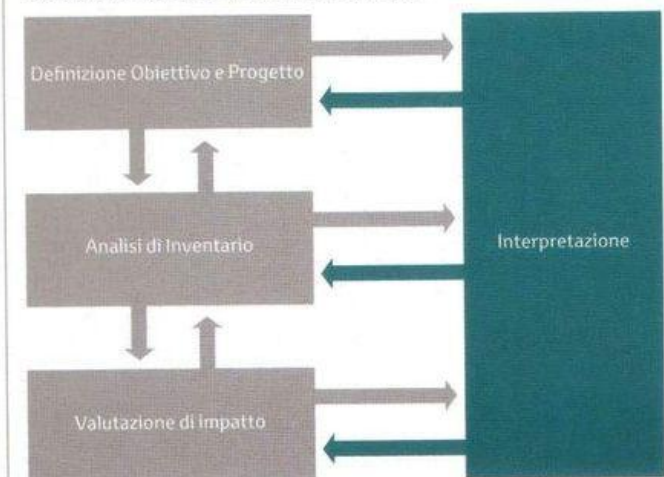 Definizione Obiettivo e Progetto
Analisi di Inventario
Interpretazione
Valutazione di impatto